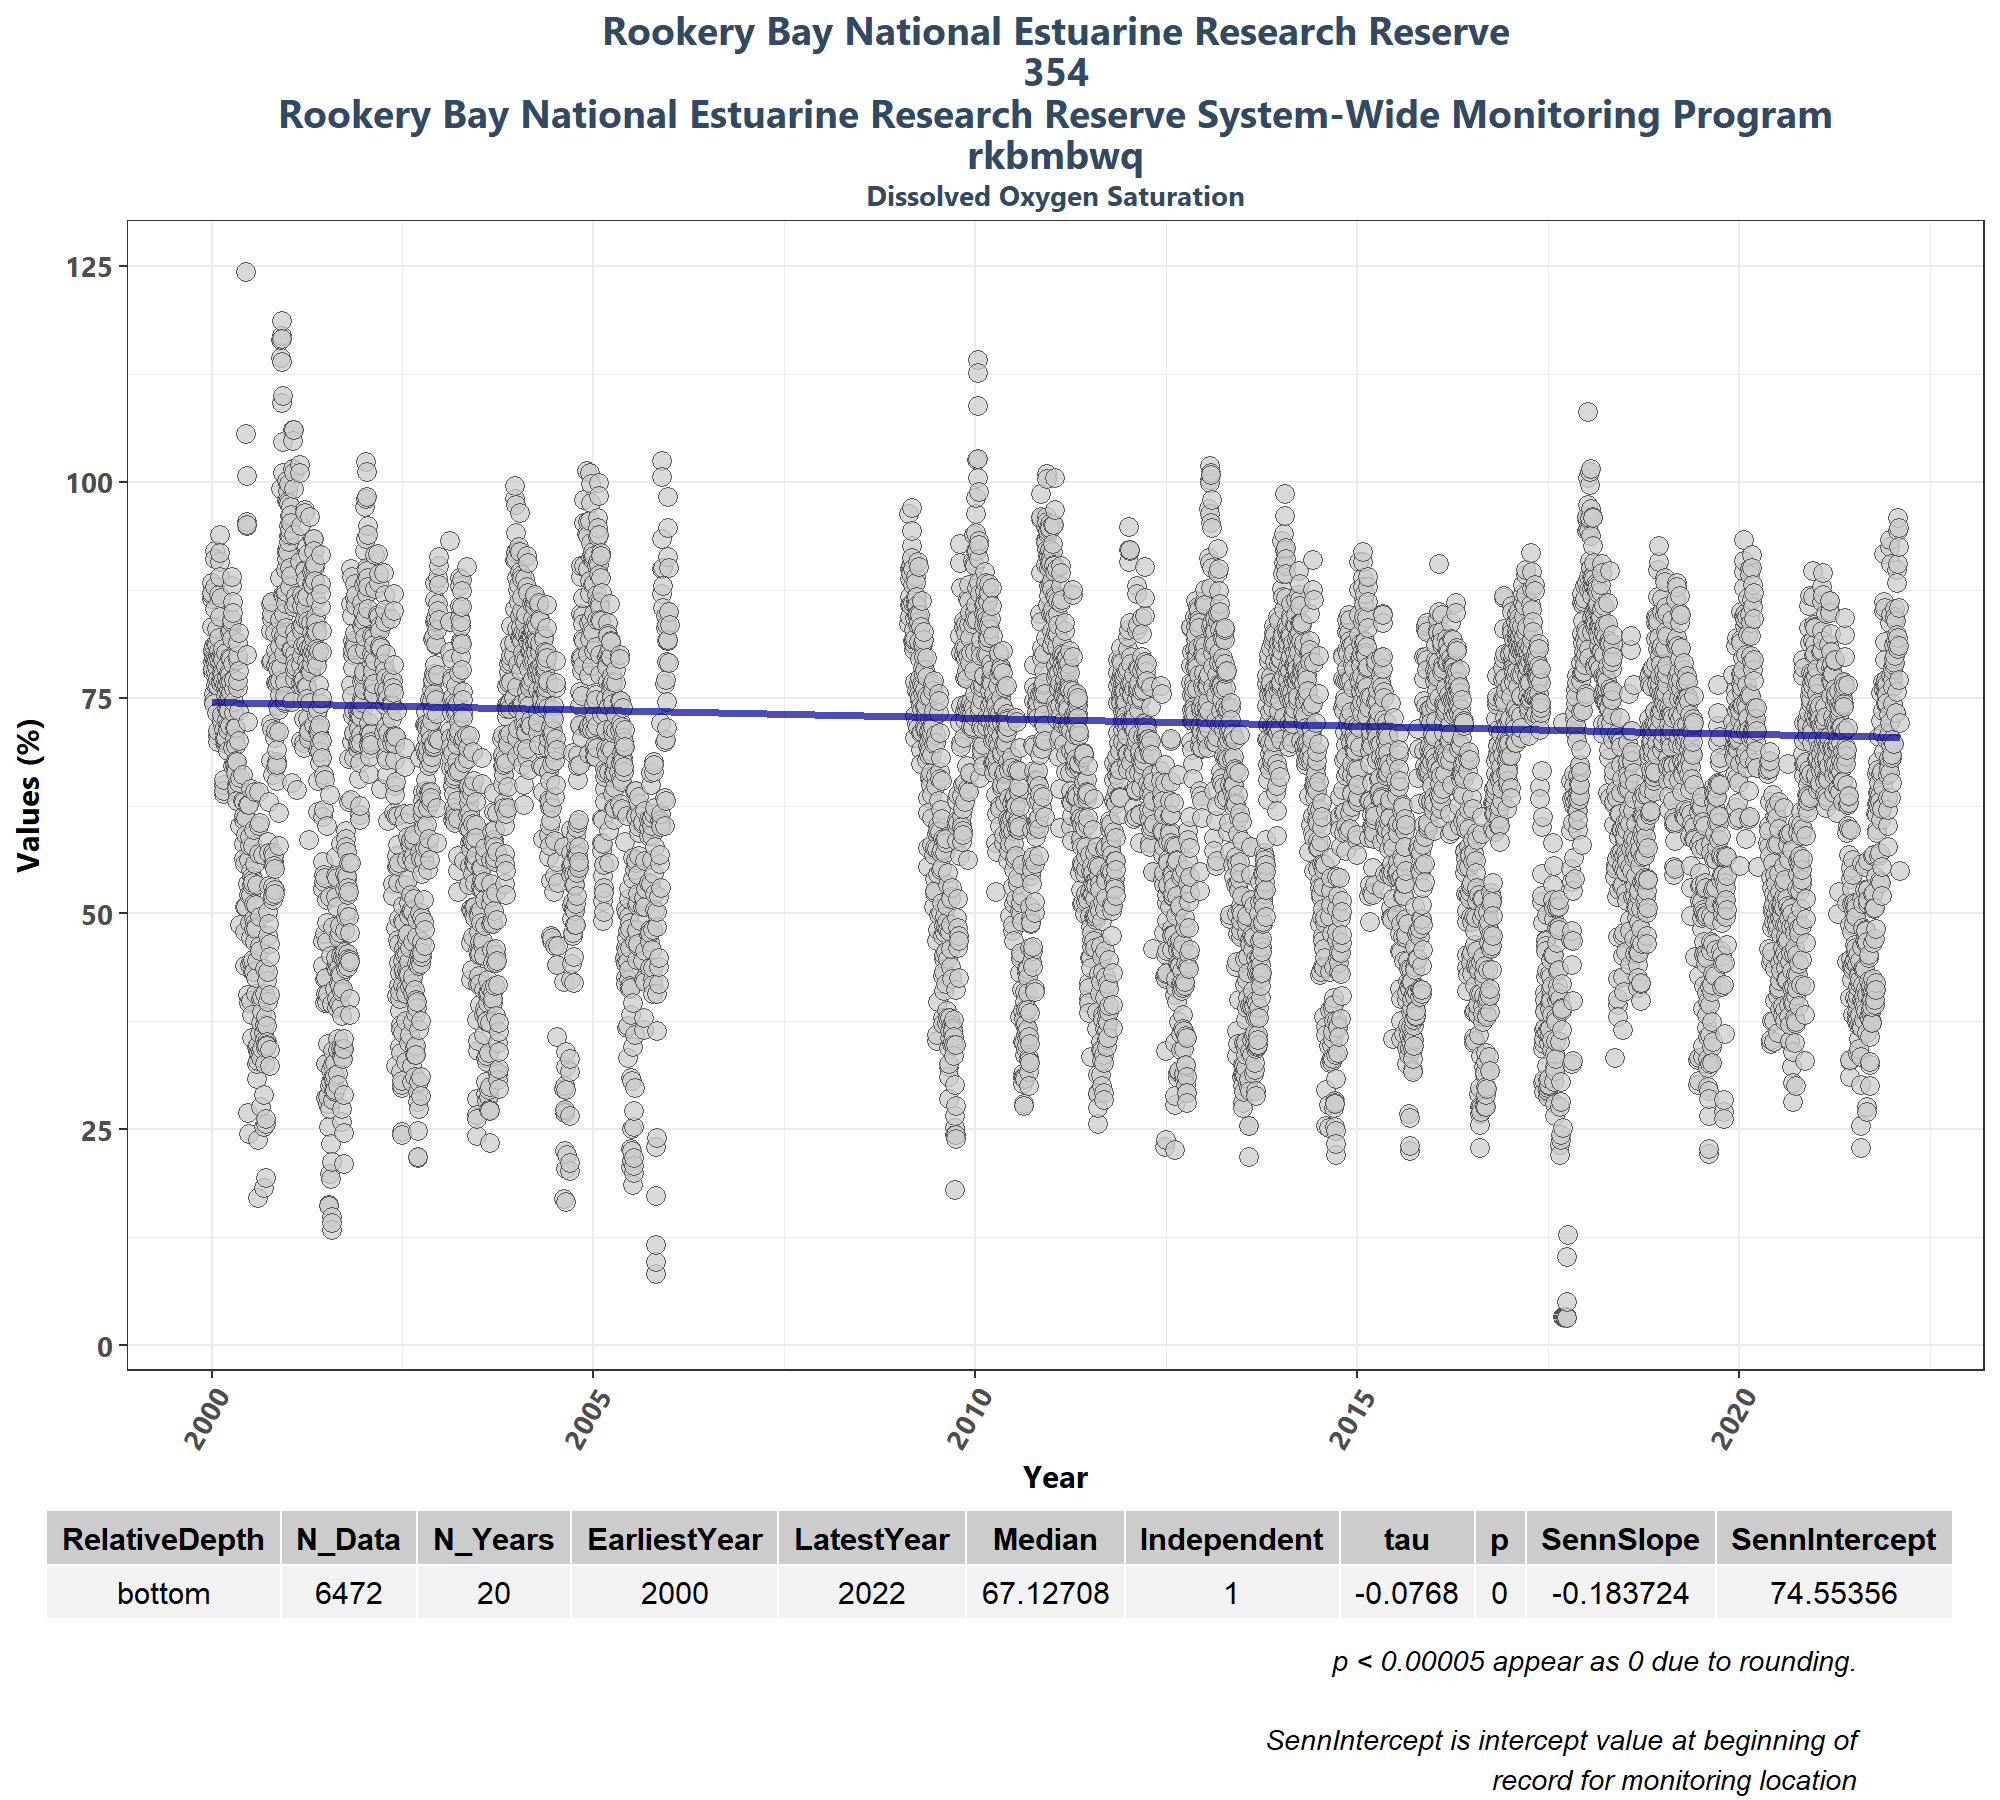 Rookery Bay National Estuarine Research Reserve
354
Rookery Bay National Estuarine Research Reserve System-Wide Monitoring Program
rkbmbwq
Dissolved Oxygen Saturation
125
100
75
50
25
0
Values (%)
2000 2005 2010 2015 2020
Year
RelativeDepth N_Data N_Years EarliestYear LatestYear Median Independent tau p SennSlope SennIntercept
bottom 6472 20 2000 2022 67.12708 1 -0.0768 0 -0.183724 74.55356
p < 0.00005 appear as 0 due to rounding.
SennIntercept is intercept value at beginning of
record for monitoring location